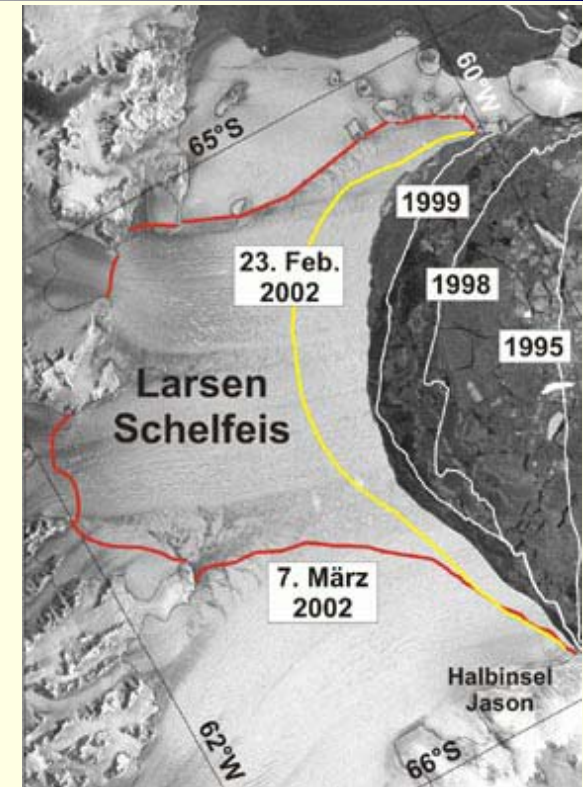 60°W
65°S
1999
23. Feb.
2002
1998
1995
Larsen
Schelfeis
7. März
2002
Halbinsel
Jason
62°W
66°S